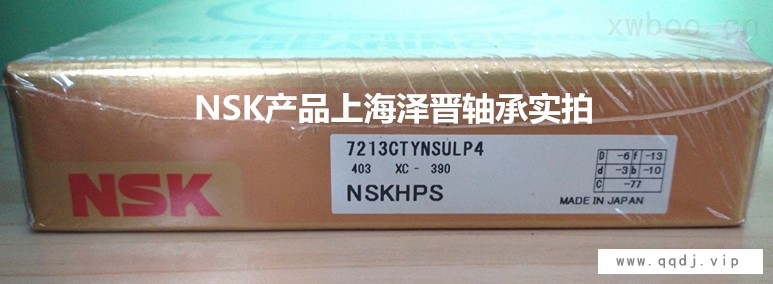 xwboo.cn
BEARINGS
NSK产品上海泽晋轴承实拍
7213CTYNSULP4
403 XC- 390
D -6 f -13
d -3 b -10
C -77
NSKHPS
NSK
MADE IN JAPAN
www.qqdj.vip